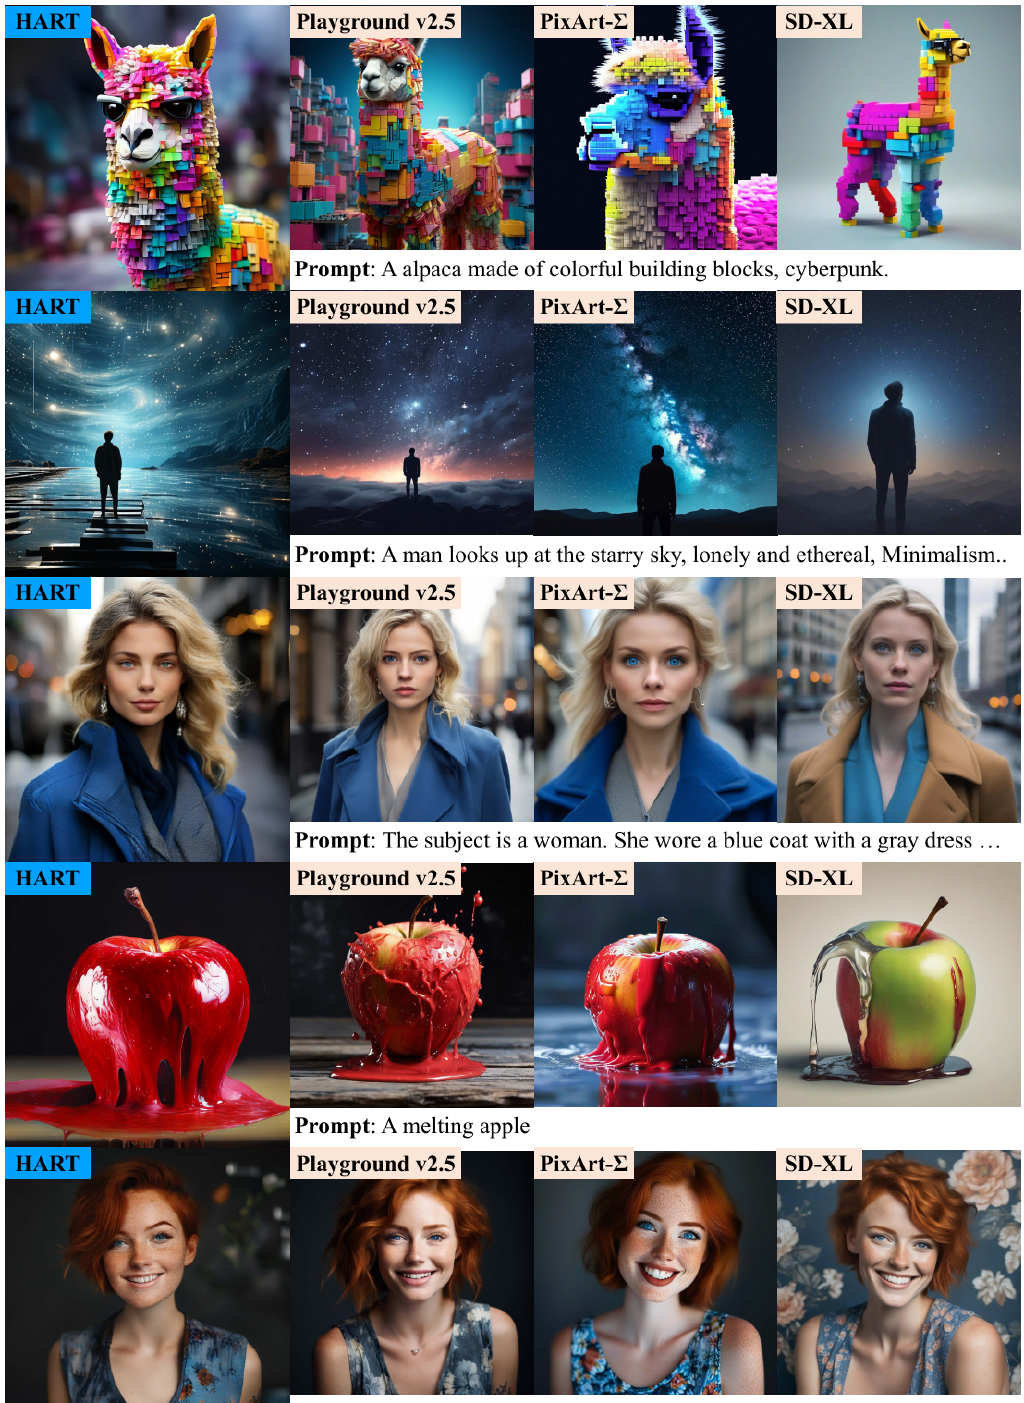 HART
Playground v2.5
PixArt-Σ
SD-XL
Prompt: A alpaca made of colorful building blocks, cyberpunk.
HART
Playground v2.5
PixArt-Σ
SD-XL
Prompt: A man looks up at the starry sky, lonely and ethereal, Minimalism..
HART
Playground v2.5
PixArt-Σ
SD-XL
Prompt: The subject is a woman. She wore a blue coat with a gray dress …
HART
Playground v2.5
PixArt-Σ
SD-XL
Prompt: A melting apple
HART
Playground v2.5
PixArt-Σ
SD-XL